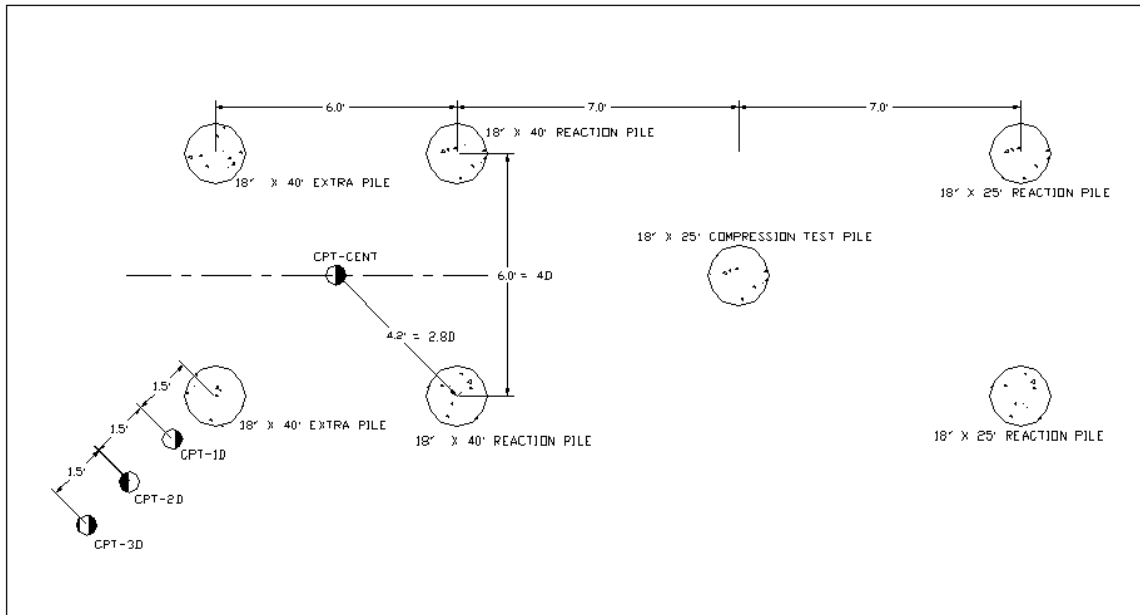 6.0'
7.0'
7.0'
18" X 40' REACTION PILE
18" X 40' EXTRA PILE
18" X 25' REACTION PILE
18" X 25' COMPRESSION TEST PILE
CPT-CENT
6.0' = 4D
4.2' = 2.8D
1.5'
1.5'
1.5'
18" X 40' EXTRA PILE
18" X 40' REACTION PILE
18" X 25' REACTION PILE
CPT-1D
CPT-2D
CPT-3D